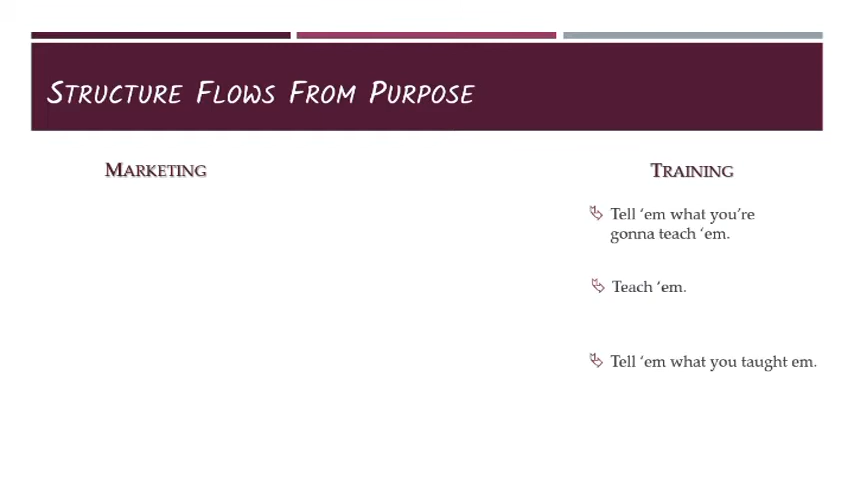 Structure Flows From Purpose
Marketing
Training
Tell ‘em what you’re
gonna teach ‘em.
Teach ‘em.
Tell ‘em what you taught em.